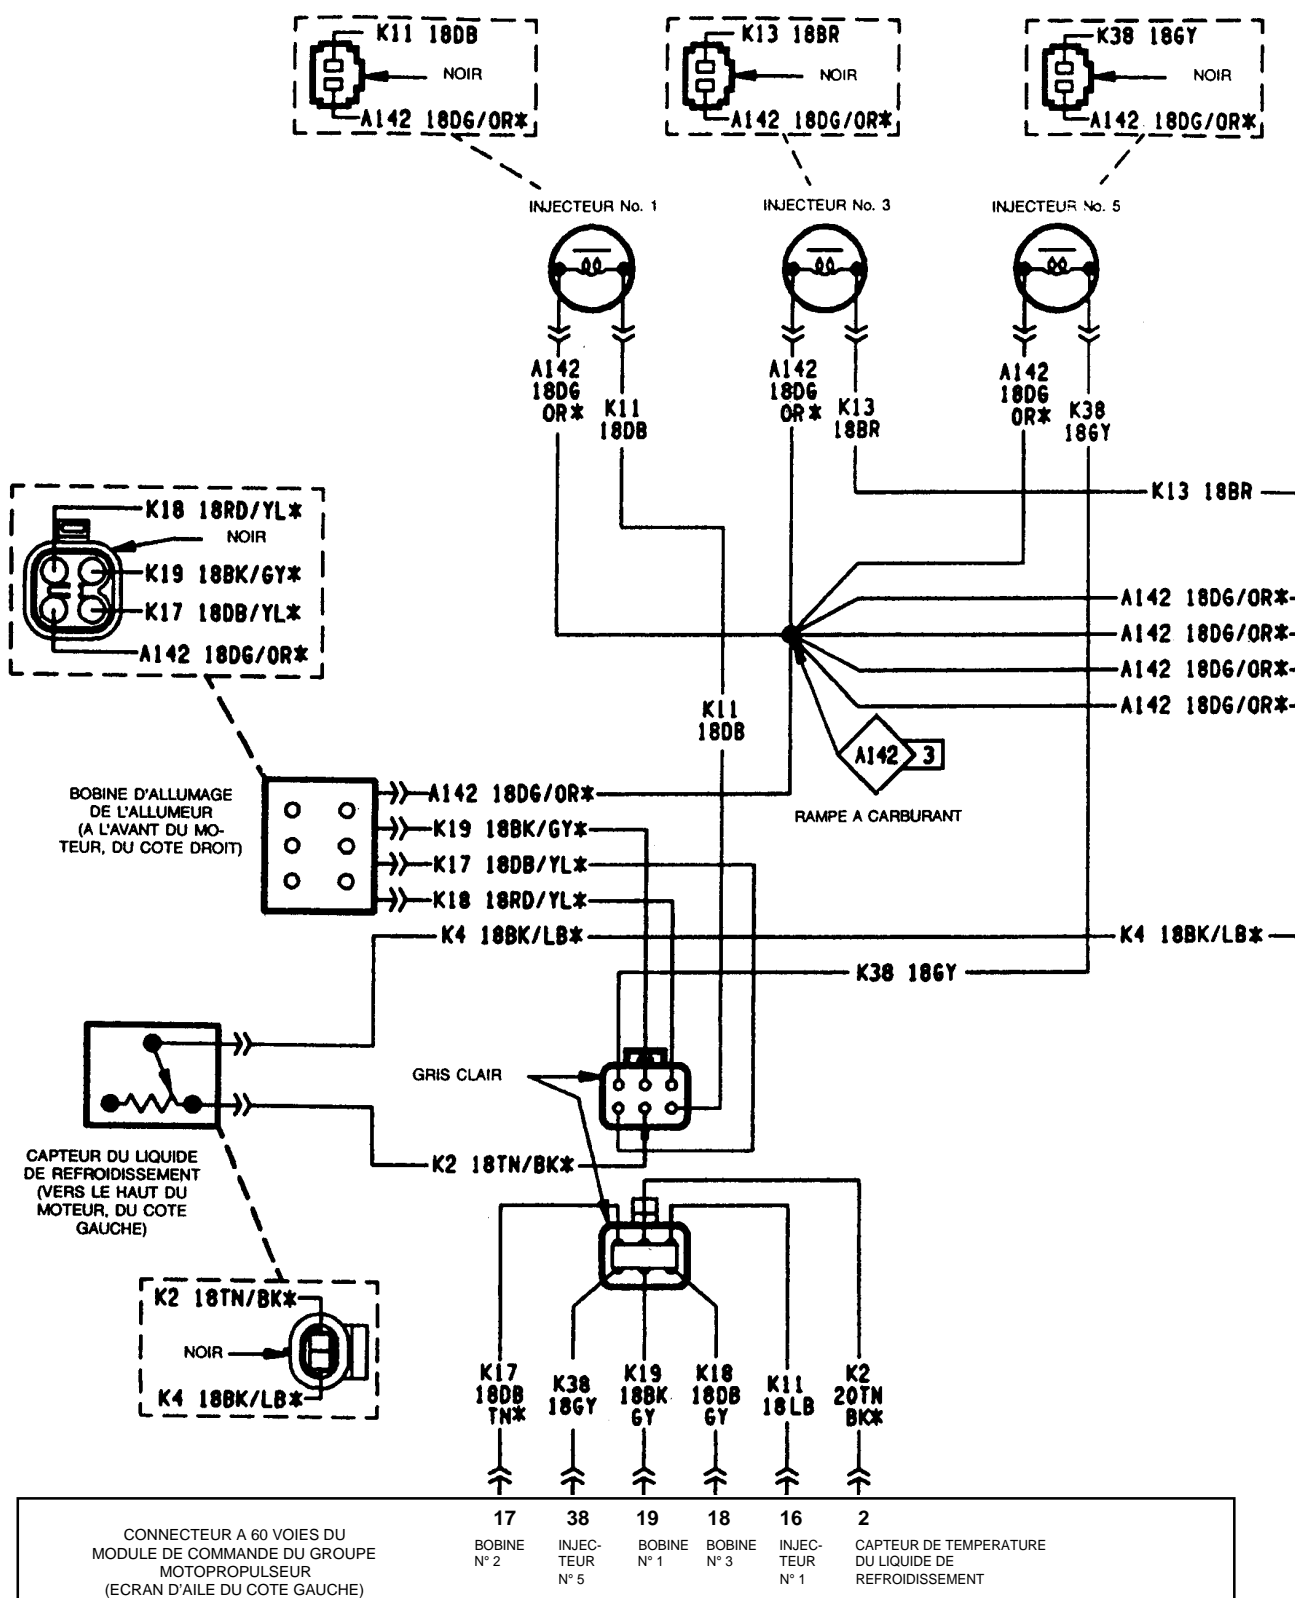 K11 18DB
NOIR
A142 18DG/OR*
K13 18BR
NOIR
A142 18DG/OR*
K38 18GY
NOIR
A142 18DG/OR*
INJECTEUR No. 1
INJECTEUR No. 3
INJECTEUR No. 5
A142
18DG
OR*
K11
18DB
A142
18DG
OR*
K13
18BR
A142
18DG
OR*
K38
18GY
K13 18BR
K18 18RD/YL*
NOIR
K19 18BK/GY*
K17 18DB/YL*
A142 18DG/OR*
A142 18DG/OR*
A142 18DG/OR*
A142 18DG/OR*
A142 18DG/OR*
K11
18DB
A142 3
RAMPE A CARBURANT
BOBINE D'ALLUMAGE
DE L'ALLUMEUR
(A L'AVANT DU MO-
TEUR, DU COTE DROIT)
A142 18DG/OR*
K19 18BK/GY*
K17 18DB/YL*
K18 18RD/YL*
K4 18BK/LB*
K4 18BK/LB*
K38 18GY
GRIS CLAIR
CAPTEUR DU LIQUIDE
DE REFROIDISSEMENT
(VERS LE HAUT DU
MOTEUR, DU COTE
GAUCHE)
K2 18TN/BK*
K2 18TN/BK*
NOIR
K4 18BK/LB*
K17
18DB
TN*
K38
18GY
K19
18BK
GY
K18
18DB
GY
K11
18LB
K2
20TN
BK*
CONNECTEUR A 60 VOIES DU
MODULE DE COMMANDE DU GROUPE
MOTOPROPULSEUR
(ECRAN D'AILE DU COTE GAUCHE)
17
BOBINE
N° 2
38
INJEC-
TEUR
N° 5
19
BOBINE
N° 1
18
BOBINE
N° 3
16
INJEC-
TEUR
N° 1
2
CAPTEUR DE TEMPERATURE
DU LIQUIDE DE
REFROIDISSEMENT